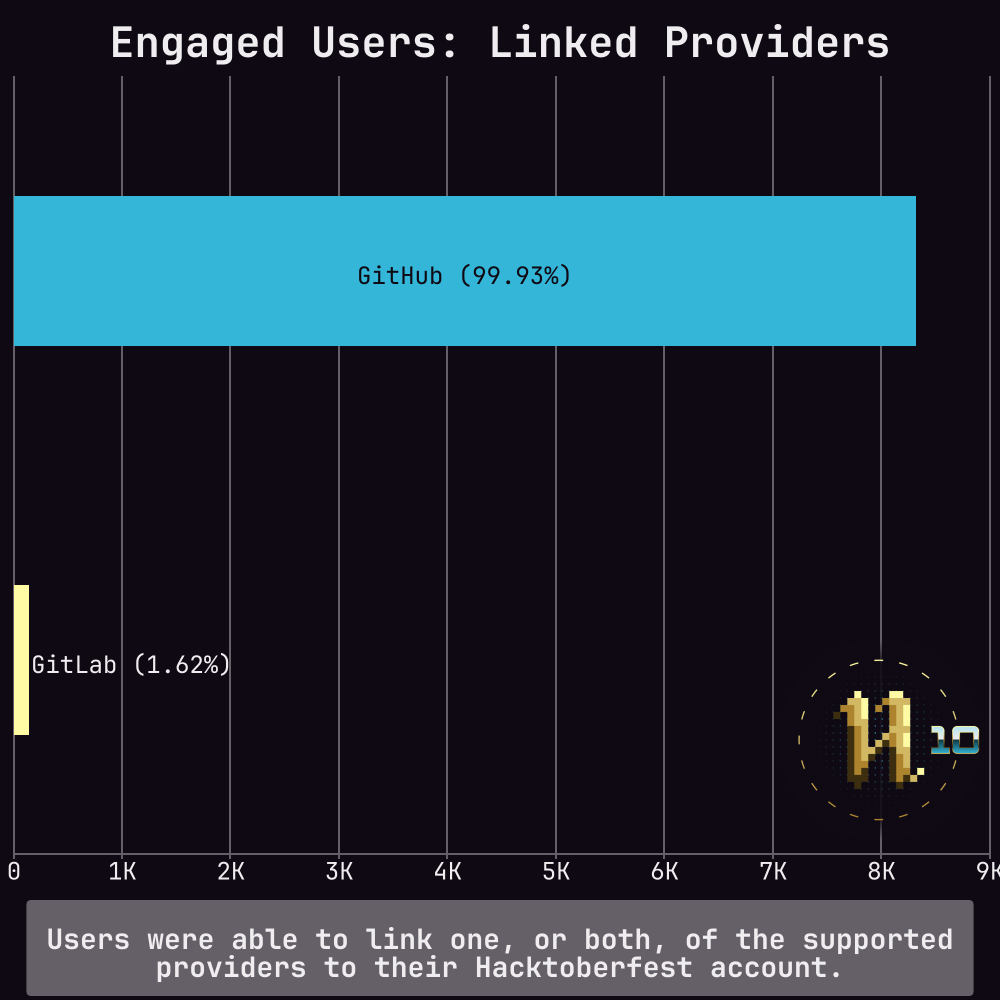 Engaged Users: Linked Providers
GitHub (99.93%)
GitLab (1.62%)
10
0 1K 2K 3K 4K 5K 6K 7K 8K 9K
Users were able to link one, or both, of the supported
providers to their Hacktoberfest account.